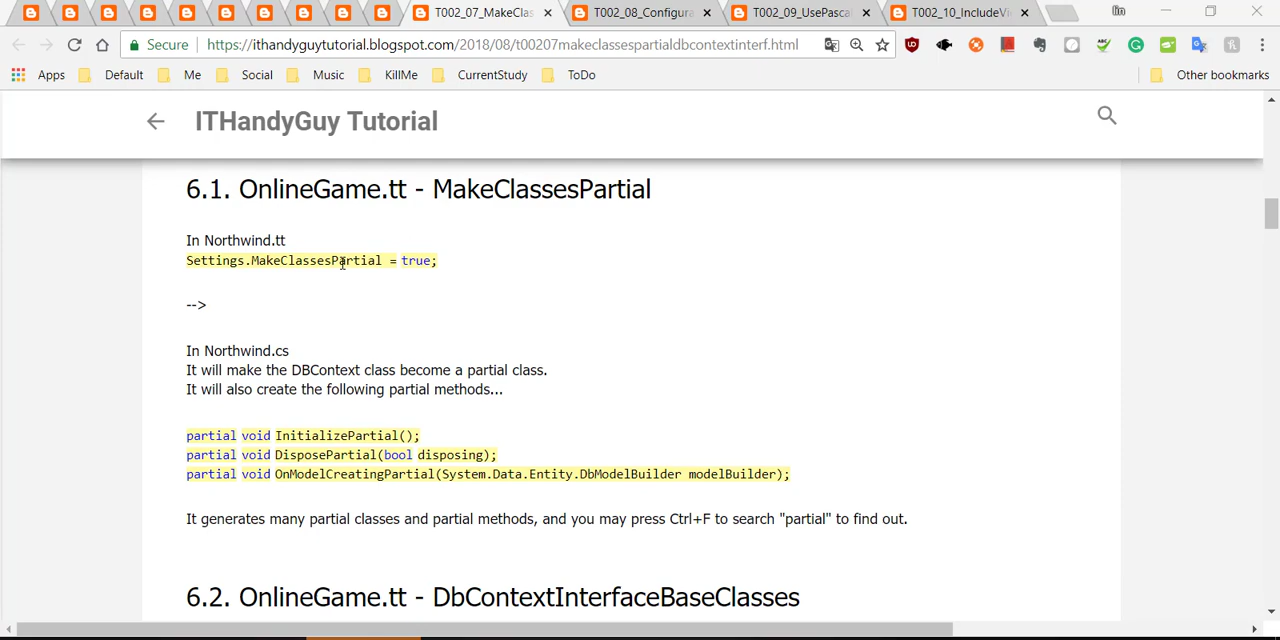 T002_07_MakeClas
T002_08_Configura
T002_09_UsePasca
T002_10_IncludeVi
lin
Secure
https://ithandyguytutorial.blogspot.com/2018/08/t00207makeclassespartialdbcontextinterf.html
Apps
Default
Me
Social
Music
KillMe
CurrentStudy
ToDo
Other bookmarks
ITHandyGuy Tutorial
6.1. OnlineGame.tt - MakeClassesPartial
In Northwind.tt
Settings.MakeClassesPartial = true;
-->
In Northwind.cs
It will make the DBContext class become a partial class.
It will also create the following partial methods...
partial void InitializePartial();
partial void DisposePartial(bool disposing);
partial void OnModelCreatingPartial(System.Data.Entity.DbModelBuilder modelBuilder);
It generates many partial classes and partial methods, and you may press Ctrl+F to search "partial" to find out.
6.2. OnlineGame.tt - DbContextInterfaceBaseClasses